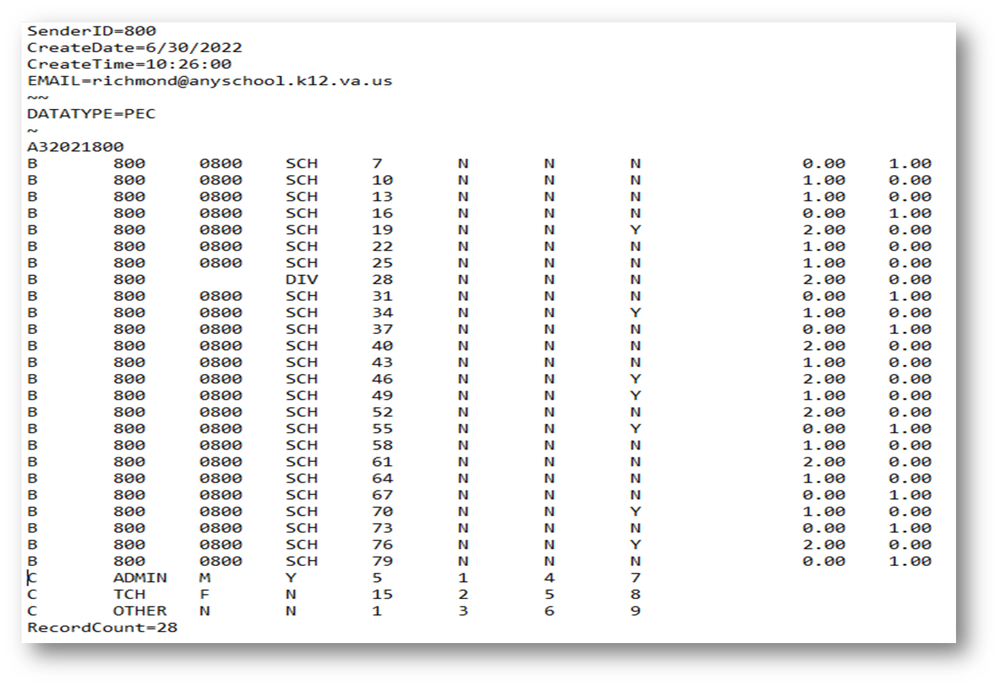 SenderID=800
CreateDate=6/30/2022
CreateTime=10:26:00
EMAIL=richmond@anyschool.k12.va.us
~~
DATATYPE=PEC
~
A32021800
B 800 0800 SCH 7 N N N 0.00 1.00
B 800 0800 SCH 10 N N N 1.00 0.00
B 800 0800 SCH 13 N N N 1.00 0.00
B 800 0800 SCH 16 N N N 0.00 1.00
B 800 0800 SCH 19 N N Y 2.00 0.00
B 800 0800 SCH 22 N N N 1.00 0.00
B 800 0800 SCH 25 N N N 1.00 0.00
B 800 DIV 28 N N N 2.00 0.00
B 800 0800 SCH 31 N N N 0.00 1.00
B 800 0800 SCH 34 N N Y 1.00 0.00
B 800 0800 SCH 37 N N N 0.00 1.00
B 800 0800 SCH 40 N N N 2.00 0.00
B 800 0800 SCH 43 N N N 1.00 0.00
B 800 0800 SCH 46 N N Y 2.00 0.00
B 800 0800 SCH 49 N N Y 1.00 0.00
B 800 0800 SCH 52 N N N 2.00 0.00
B 800 0800 SCH 55 N N Y 0.00 1.00
B 800 0800 SCH 58 N N N 1.00 0.00
B 800 0800 SCH 61 N N N 2.00 0.00
B 800 0800 SCH 64 N N N 1.00 0.00
B 800 0800 SCH 67 N N N 0.00 1.00
B 800 0800 SCH 70 N N Y 1.00 0.00
B 800 0800 SCH 73 N N N 0.00 1.00
B 800 0800 SCH 76 N N Y 2.00 0.00
B 800 0800 SCH 79 N N N 0.00 1.00
C ADMIN M Y 5 1 4 7
C TCH F N 15 2 5 8
C OTHER N N 1 3 6 9
RecordCount=28